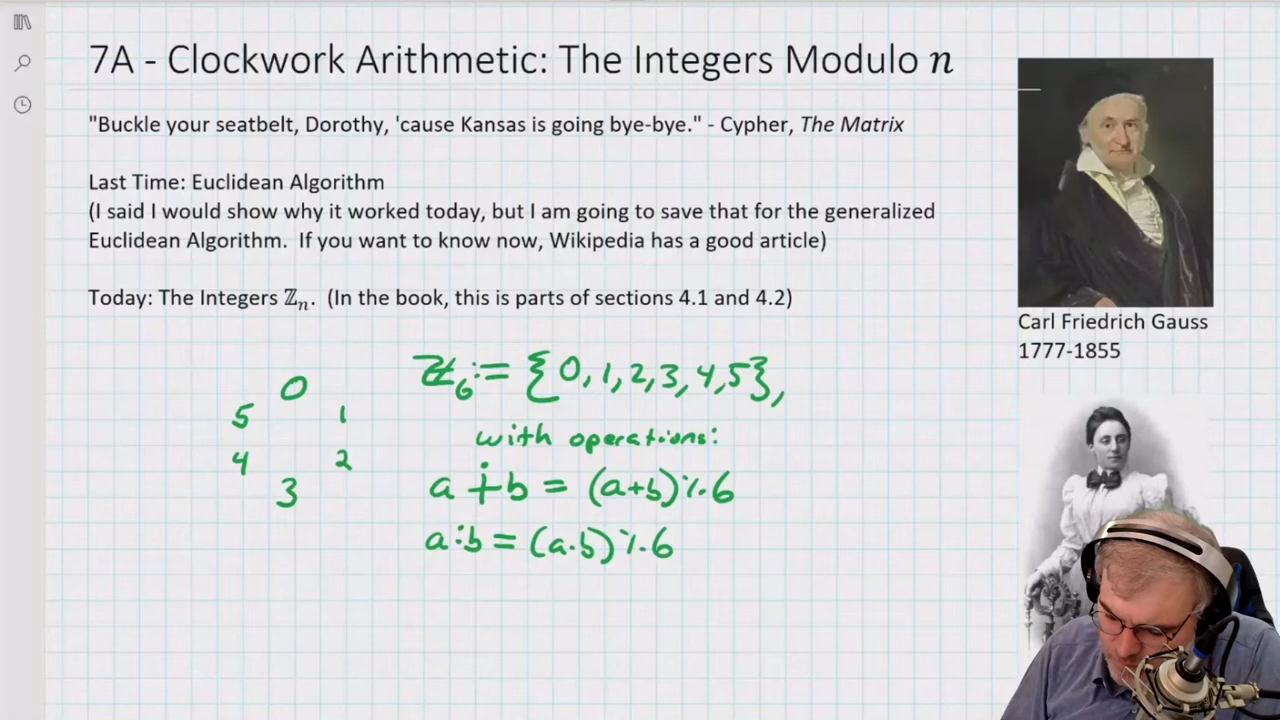 7A - Clockwork Arithmetic: The Integers Modulo n
"Buckle your seatbelt, Dorothy, 'cause Kansas is going bye-bye." - Cypher, The Matrix
Last Time: Euclidean Algorithm
(I said I would show why it worked today, but I am going to save that for the generalized
Euclidean Algorithm. If you want to know now, Wikipedia has a good article)
Today: The Integers ℤₙ. (In the book, this is parts of sections 4.1 and 4.2)
Carl Friedrich Gauss
1777-1855
0
5 1
4 2
3
ℤ₆ := {0,1,2,3,4,5},
with operations:
a ∔ b = (a+b)%6
a : b = (a·b)%6